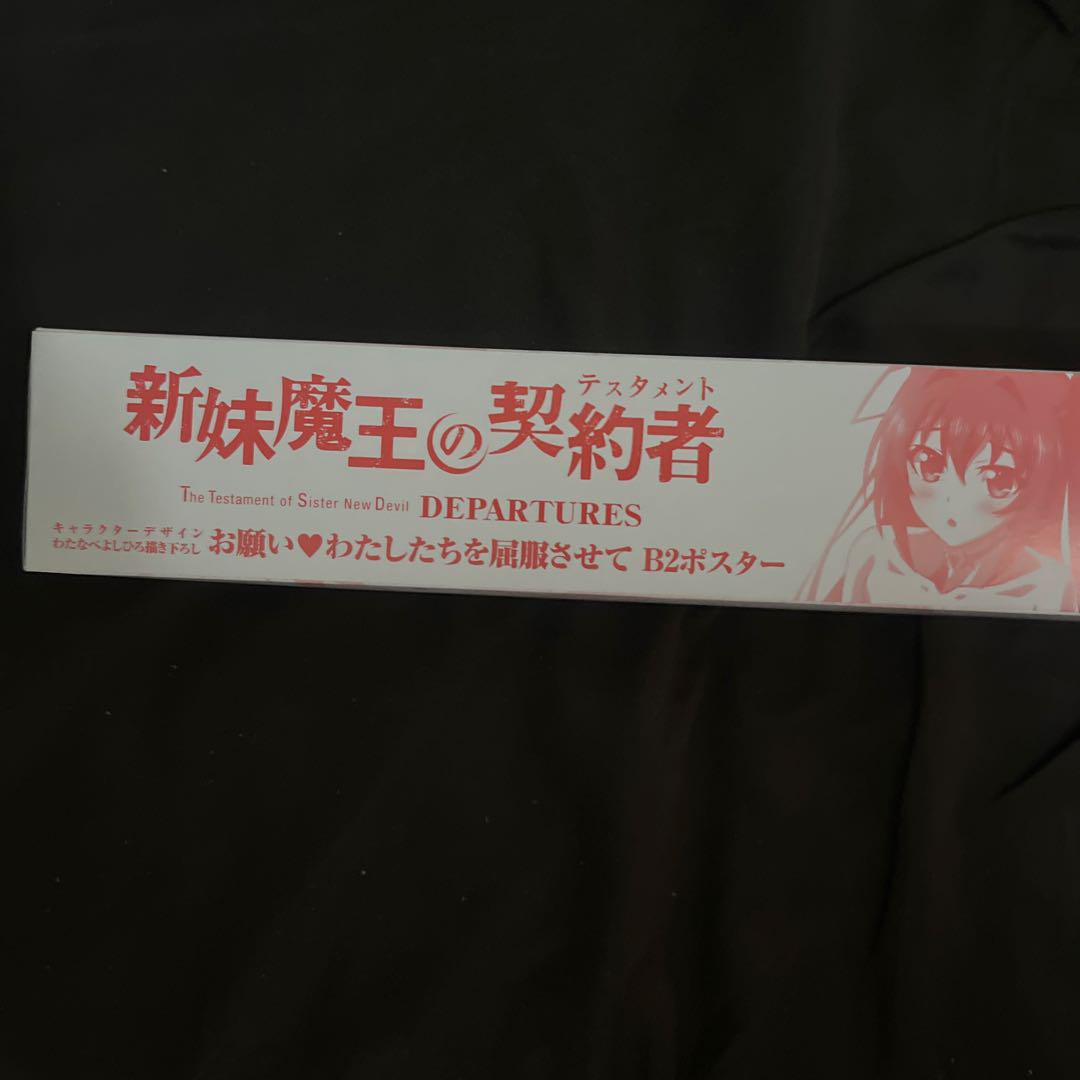 テスタメント
新妹魔王の契約者
The Testament of Sister New Devil DEPARTURES
キャラクターデザイン
わたなべよしひろ描き下ろし お願い♥わたしたちを屈服させて B2ポスター